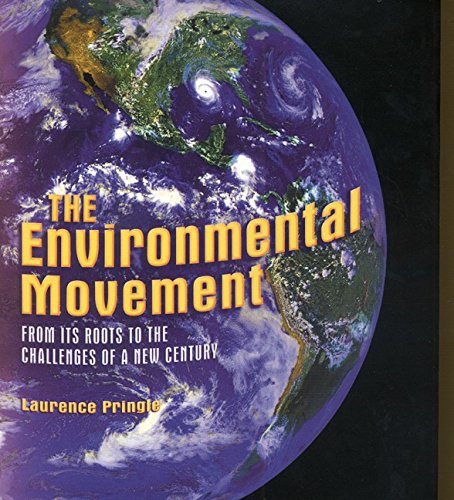 THE
Environmental
Movement
FROM ITS ROOTS TO THE
CHALLENGES OF A NEW CENTURY
Laurence Pringle